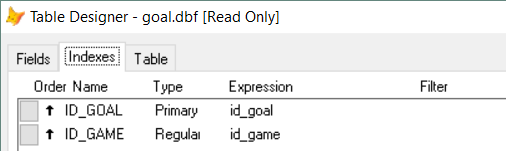 Table Designer - goal.dbf [Read Only]
Fields Indexes Table
Order Name Type Expression Filter
ID_GOAL Primary id_goal
ID_GAME Regular id_game